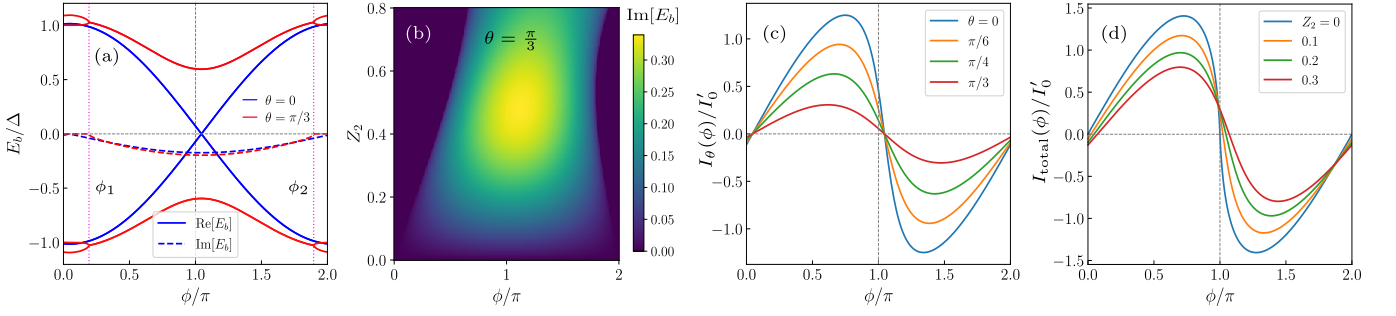 (a)
E_b/Δ
1.0
0.5
0.0
−0.5
−1.0
θ = 0
θ = π/3
ϕ_1
ϕ_2
Re[E_b]
Im[E_b]
0.0 0.5 1.0 1.5 2.0
ϕ/π
(b)
θ = π/3
Z_2
0.8
0.6
0.4
0.2
0.0
0 1 2
ϕ/π
Im[E_b]
0.30
0.25
0.20
0.15
0.10
0.05
0.00
(c)
I_θ(ϕ)/I′_0
1.0
0.5
0.0
−0.5
−1.0
θ = 0
π/6
π/4
π/3
0.0 0.5 1.0 1.5 2.0
ϕ/π
(d)
I_total(ϕ)/I′_0
1.5
1.0
0.5
0.0
−0.5
−1.0
−1.5
Z_2 = 0
0.1
0.2
0.3
0.0 0.5 1.0 1.5 2.0
ϕ/π